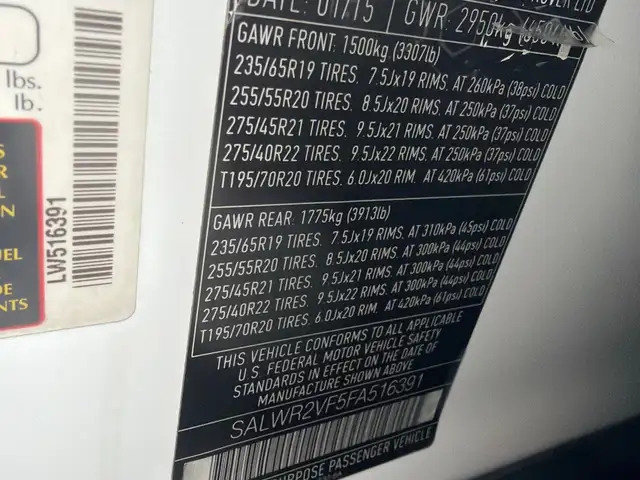 DATE: 01/15 GWR: 2950kg
lbs.
lb.
LW516391
UEL
DE
ENTS
GAWR FRONT: 1500kg (3307lb)
235/65R19 TIRES. 7.5Jx19 RIMS. AT 260kPa (38psi) COLD
255/55R20 TIRES. 8.5Jx20 RIMS. AT 250kPa (37psi) COLD
275/45R21 TIRES. 9.5Jx21 RIMS. AT 250kPa (37psi) COLD
275/40R22 TIRES. 9.5Jx22 RIMS. AT 250kPa (37psi) COLD
T195/70R20 TIRES. 6.0Jx20 RIM. AT 420kPa (61psi) COLD
GAWR REAR: 1775kg (3913lb)
235/65R19 TIRES. 7.5Jx19 RIMS. AT 310kPa (45psi) COLD
255/55R20 TIRES. 8.5Jx20 RIMS. AT 300kPa (44psi) COLD
275/45R21 TIRES. 9.5Jx21 RIMS. AT 300kPa (44psi) COLD
275/40R22 TIRES. 9.5Jx22 RIMS. AT 300kPa (44psi) COLD
T195/70R20 TIRES. 6.0Jx20 RIM. AT 420kPa (61psi) COLD
THIS VEHICLE CONFORMS TO ALL APPLICABLE
U.S. FEDERAL MOTOR VEHICLE SAFETY
STANDARDS IN EFFECT ON THE DATE OF
MANUFACTURE SHOWN ABOVE
SALWR2VF5FA516391
PURPOSE PASSENGER VEHICLE